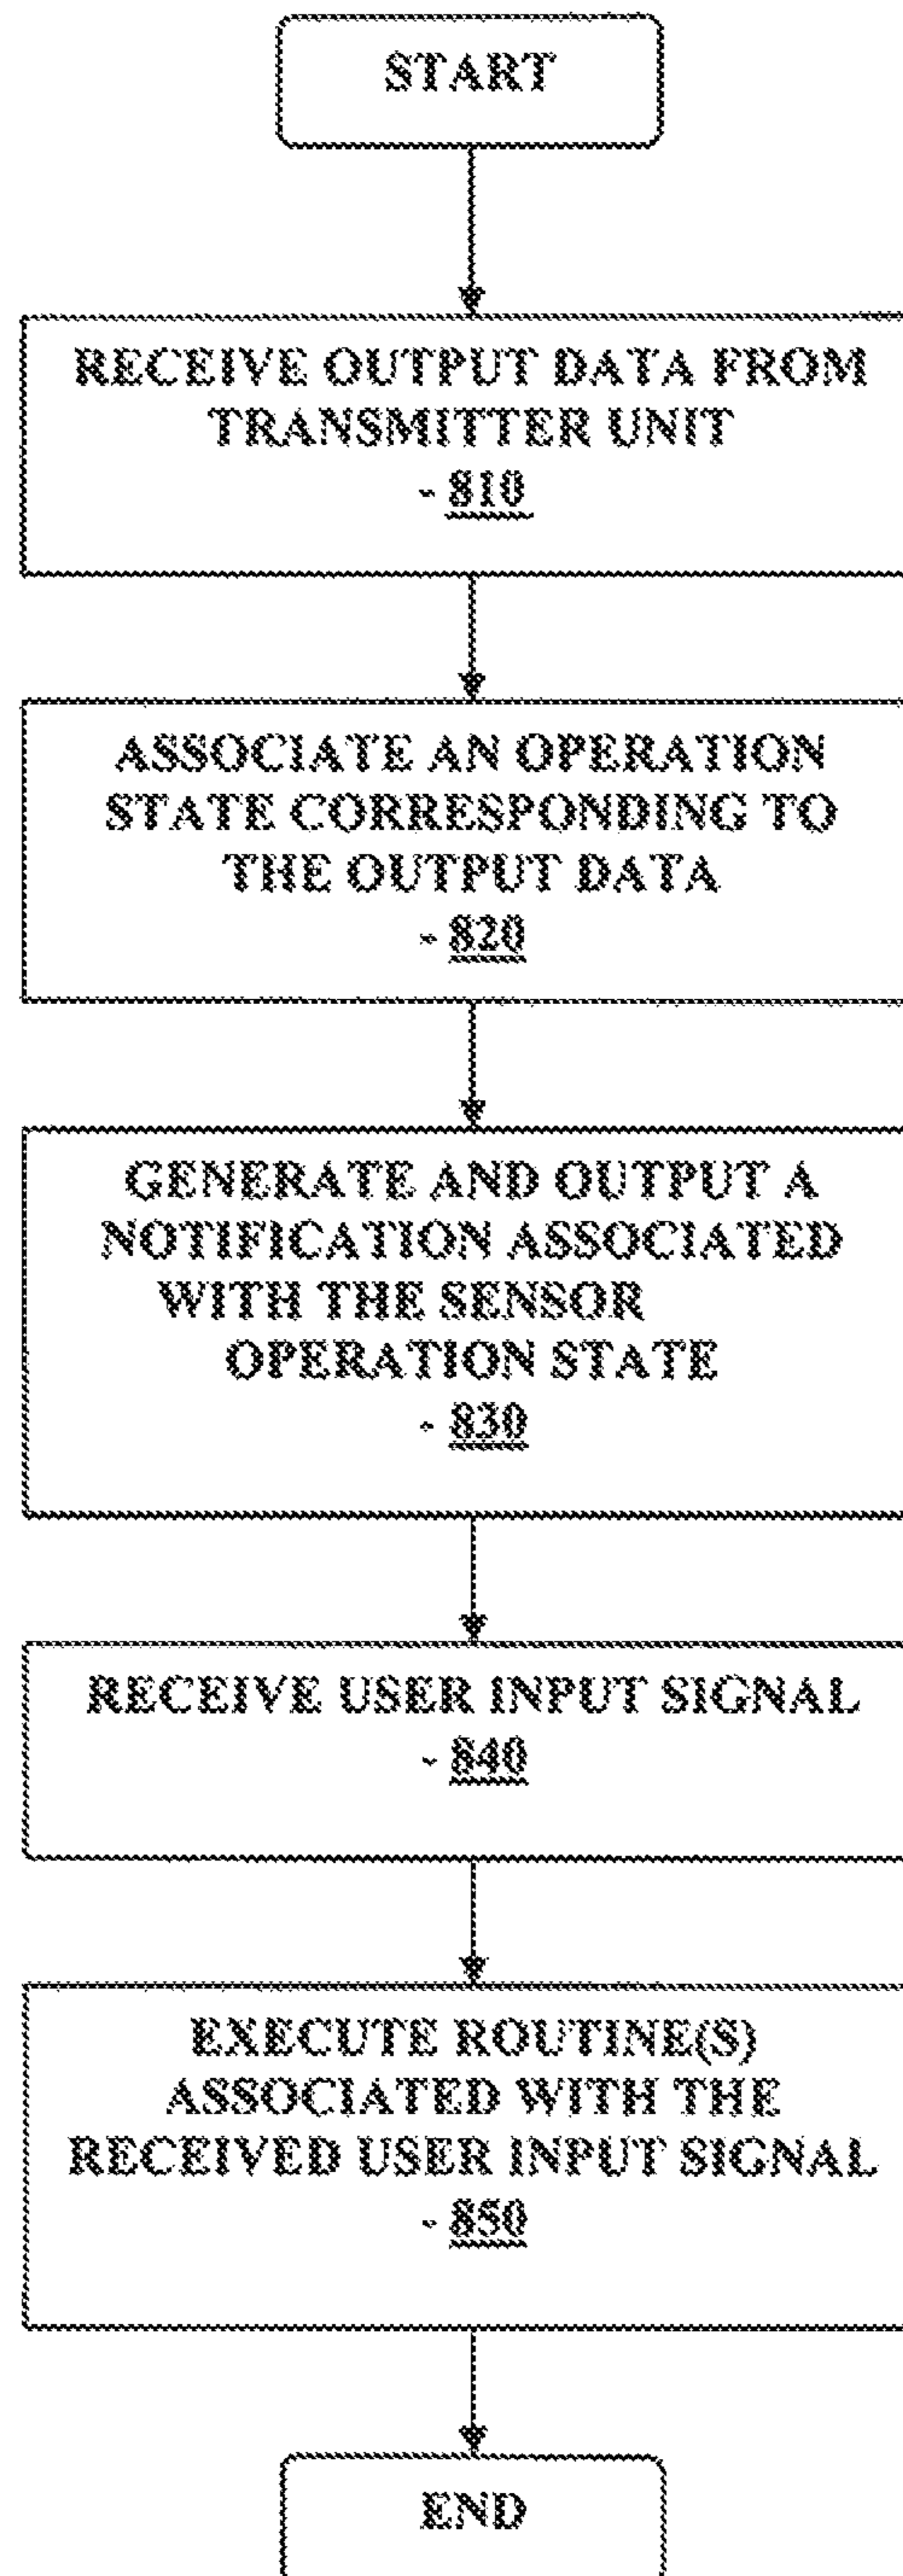 START
RECEIVE OUTPUT DATA FROM
TRANSMITTER UNIT
- 810
ASSOCIATE AN OPERATION
STATE CORRESPONDING TO
THE OUTPUT DATA
- 820
GENERATE AND OUTPUT A
NOTIFICATION ASSOCIATED
WITH THE SENSOR
OPERATION STATE
- 830
RECEIVE USER INPUT SIGNAL
- 840
EXECUTE ROUTINE(S)
ASSOCIATED WITH THE
RECEIVED USER INPUT SIGNAL
- 850
END